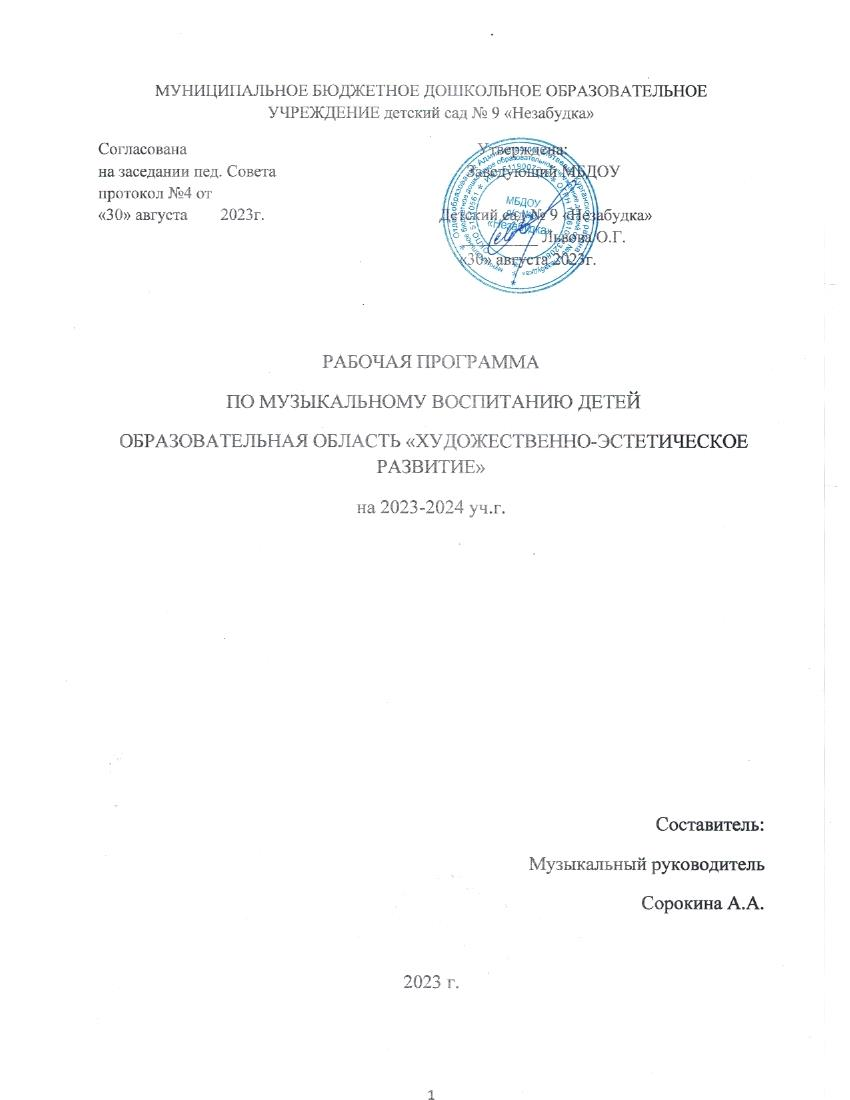 МУНИЦИПАЛЬНОЕ БЮДЖЕТНОЕ ДОШКОЛЬНОЕ ОБРАЗОВАТЕЛЬНОЕ
УЧРЕЖДЕНИЕ детский сад № 9 «Незабудка»
Согласована
на заседании пед. Совета
протокол №4 от
«30» августа 2023г.
Утверждена:
Заведующий МБДОУ
Детский сад № 9 «Незабудка»
Львова О.Г.
«30» августа 2023г.
МБДОУ
«Незабудка»
РАБОЧАЯ ПРОГРАММА
ПО МУЗЫКАЛЬНОМУ ВОСПИТАНИЮ ДЕТЕЙ
ОБРАЗОВАТЕЛЬНАЯ ОБЛАСТЬ «ХУДОЖЕСТВЕННО-ЭСТЕТИЧЕСКОЕ
РАЗВИТИЕ»
на 2023-2024 уч.г.
Составитель:
Музыкальный руководитель
Сорокина А.А.
2023 г.
1